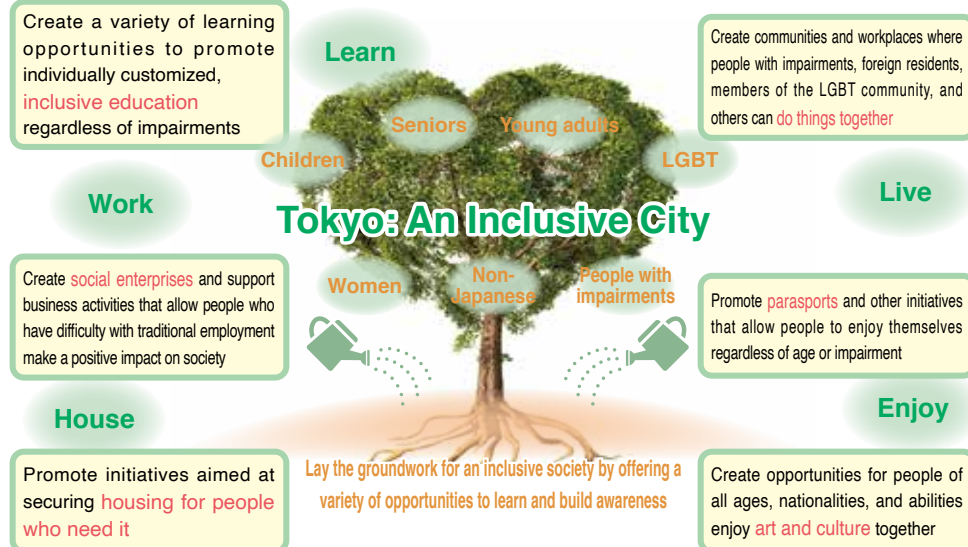 Create a variety of learning
opportunities to promote
individually customized,
inclusive education
regardless of impairments
Learn
Create communities and workplaces where
people with impairments, foreign residents,
members of the LGBT community, and
others can do things together
Seniors
Young adults
Children
LGBT
Work
Live
Tokyo: An Inclusive City
Women
Non-
Japanese
People with
impairments
Create social enterprises and support
business activities that allow people who
have difficulty with traditional employment
make a positive impact on society
Promote parasports and other initiatives
that allow people to enjoy themselves
regardless of age or impairment
House
Enjoy
Promote initiatives aimed at
securing housing for people
who need it
Lay the groundwork for an inclusive society by offering a
variety of opportunities to learn and build awareness
Create opportunities for people of
all ages, nationalities, and abilities
enjoy art and culture together